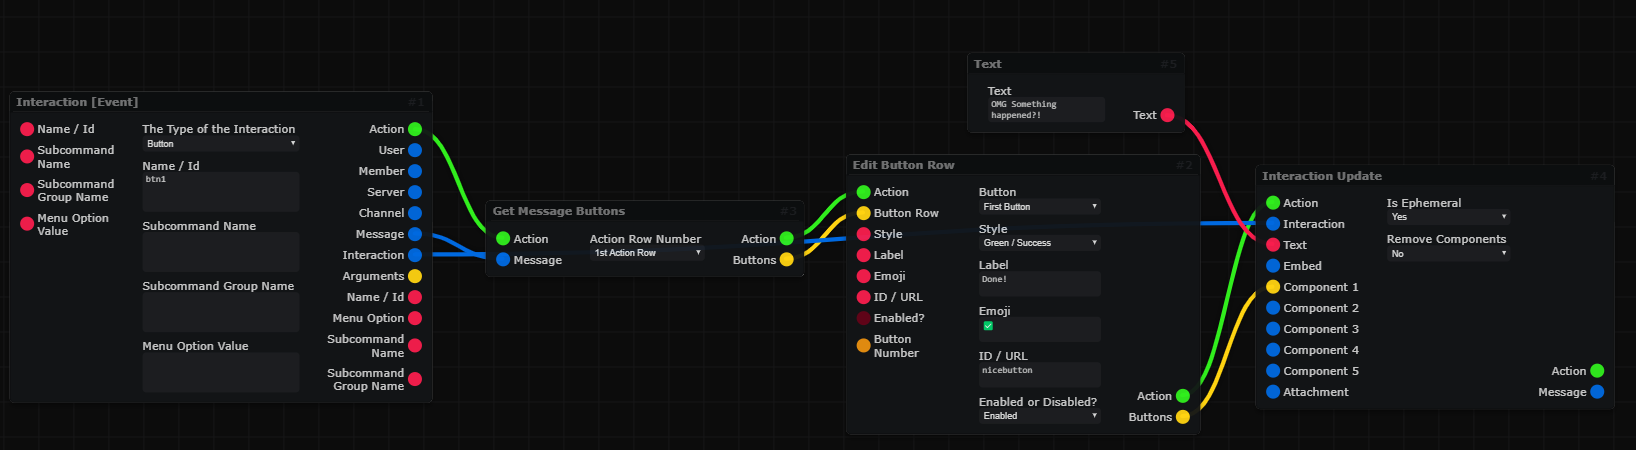 Interaction [Event] #1
Name / Id
Subcommand
Name
Subcommand
Group Name
Menu Option
Value
The Type of the Interaction
Button
Name / Id
btn1
Subcommand Name
Subcommand Group Name
Menu Option Value
Action
User
Member
Server
Channel
Message
Interaction
Arguments
Name / Id
Menu Option
Subcommand
Name
Subcommand
Group Name
Get Message Buttons #3
Action
Message
Action Row Number
1st Action Row
Action
Buttons
Text #5
Text
OMG Something
happened?!
Text
Edit Button Row #2
Action
Button Row
Style
Label
Emoji
ID / URL
Enabled?
Button
Number
Button
First Button
Style
Green / Success
Label
Done!
Emoji
✅
ID / URL
nicebutton
Enabled or Disabled?
Enabled
Action
Buttons
Interaction Update #4
Action
Interaction
Text
Embed
Component 1
Component 2
Component 3
Component 4
Component 5
Attachment
Is Ephemeral
Yes
Remove Components
No
Action
Message